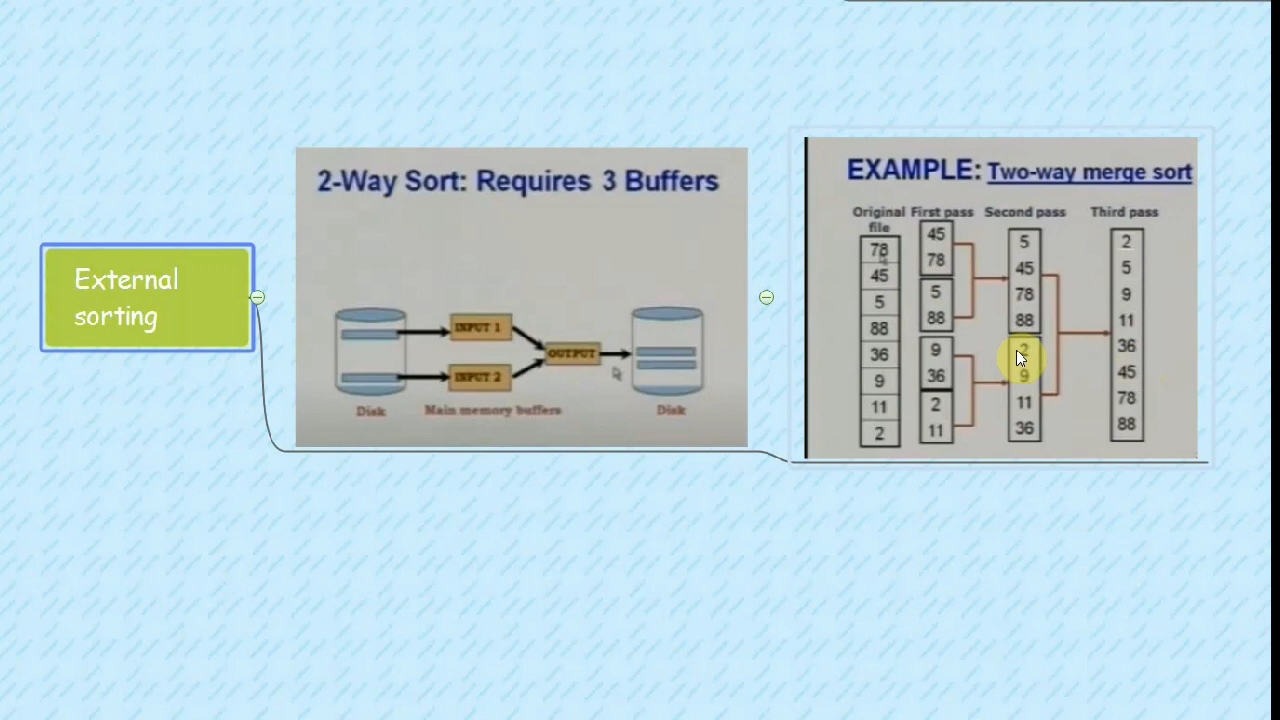 External
sorting
2-Way Sort: Requires 3 Buffers
INPUT 1
INPUT 2
OUTPUT
Disk
Main memory buffers
Disk
EXAMPLE: Two-way merge sort
Original First pass Second pass Third pass
file
78
45
5
88
36
9
11
2
45
78
5
88
9
36
2
11
5
45
78
88
2
9
11
36
2
5
9
11
36
45
78
88